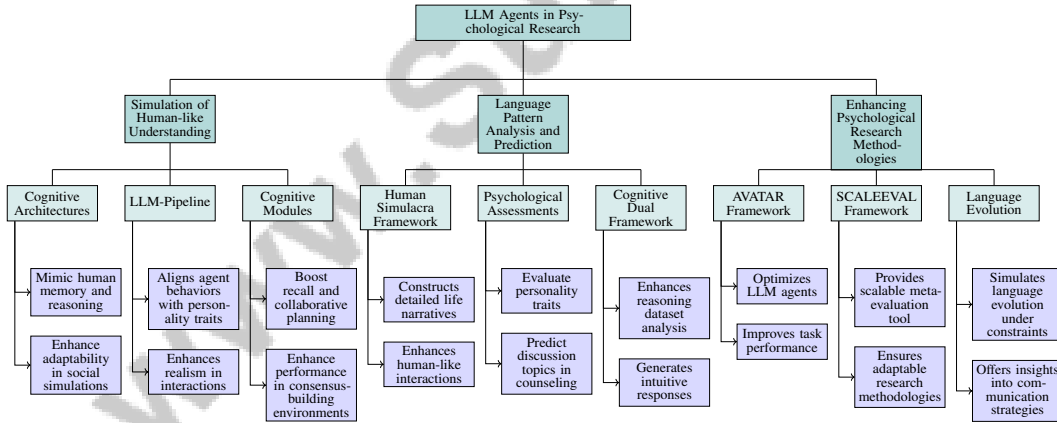 LLM Agents in Psy-
chological Research
Simulation of
Human-like
Understanding
Language
Pattern
Analysis and
Prediction
Enhancing
Psychological
Research
Method-
ologies
Cognitive
Architectures
LLM-Pipeline
Cognitive
Modules
Human
Simulacra
Framework
Psychological
Assessments
Cognitive
Dual Framework
AVATAR
Framework
SCALEEVAL
Framework
Language
Evolution
Mimic human
memory and
reasoning
Enhance
adaptability
in social
simulations
Aligns agent
behaviors
with person-
ality traits
Enhances
realism in
interactions
Boost
recall and
collaborative
planning
Enhance
performance
in consensus-
building
environments
Constructs
detailed life
narratives
Enhances
human-like
interactions
Evaluate
personality
traits
Predict
discussion
topics in
counseling
Enhances
reasoning
dataset
analysis
Generates
intuitive
responses
Optimizes
LLM agents
Improves task
performance
Provides
scalable meta-
evaluation
tool
Ensures
adaptable
research
methodologies
Simulates
language
evolution
under
constraints
Offers insights
into com-
munication
strategies